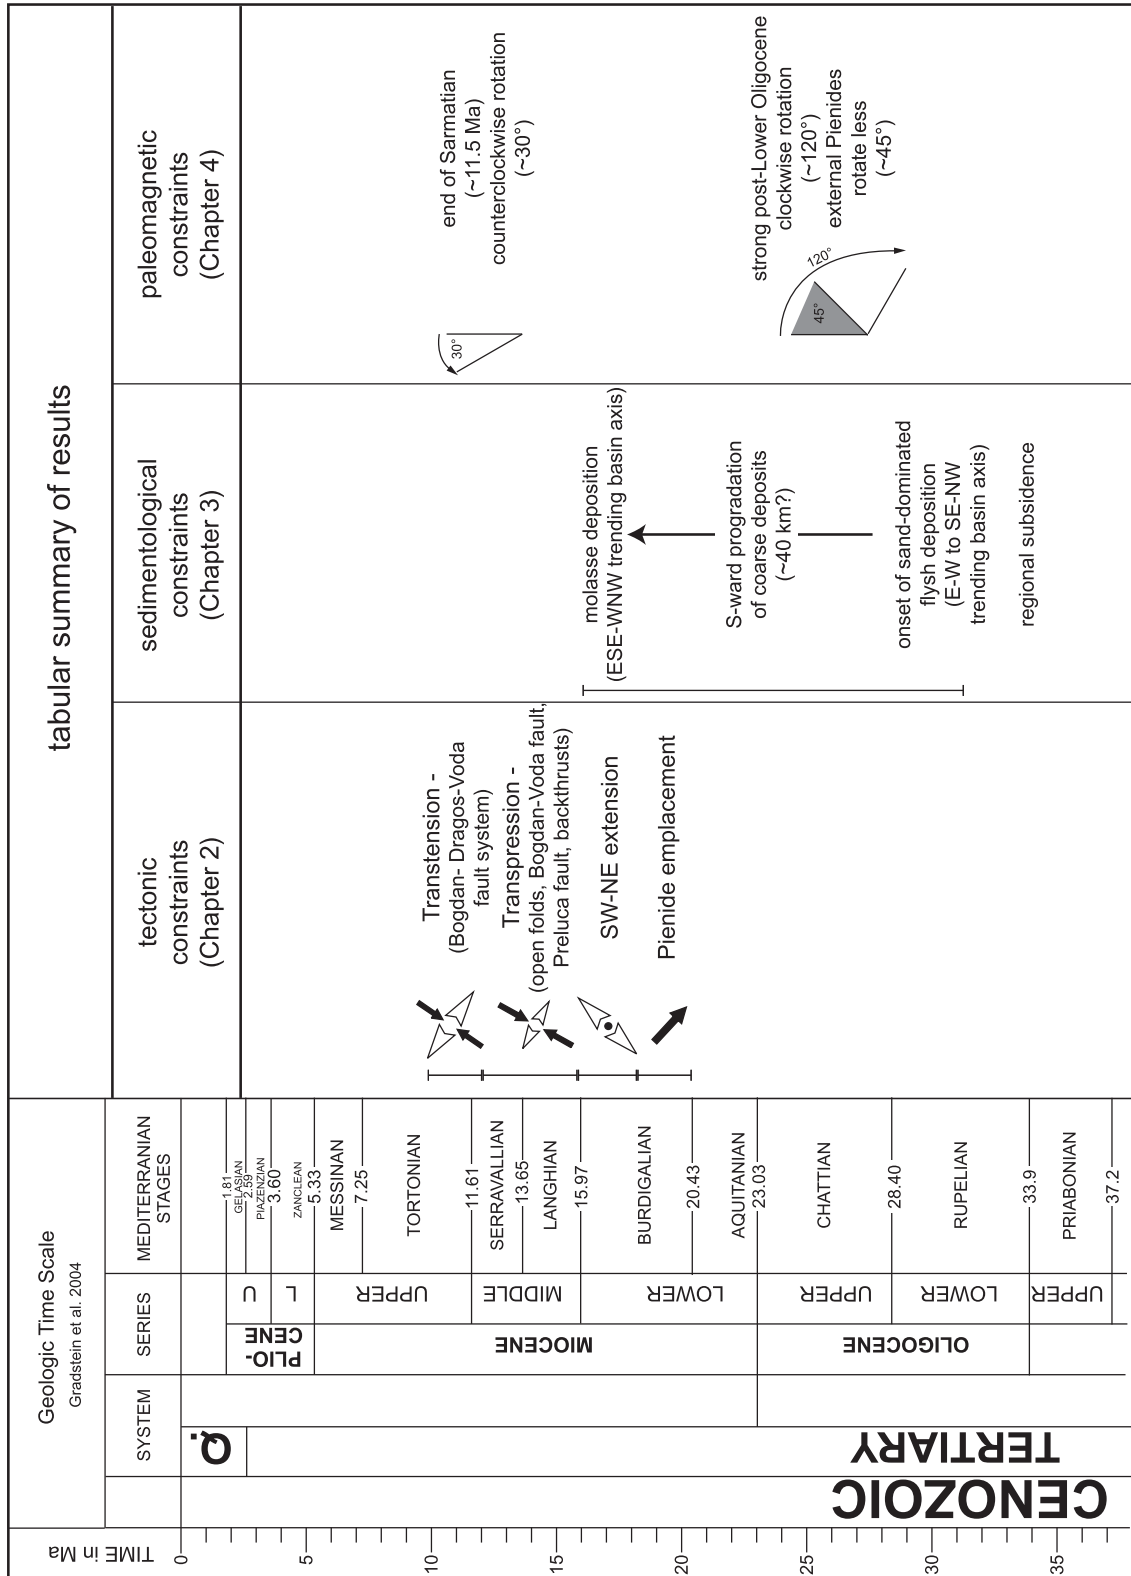 tabular summary of results
Geologic Time Scale
Gradstein et al. 2004
tectonic
constraints
(Chapter 2)
sedimentological
constraints
(Chapter 3)
paleomagnetic
constraints
(Chapter 4)
TIME in Ma
SYSTEM
SERIES
MEDITERRANIAN
STAGES
0
5
10
15
20
25
30
35
CENOZOIC
TERTIARY
Q.
PLIO-
CENE
MIOCENE
OLIGOCENE
U
L
UPPER
MIDDLE
LOWER
UPPER
LOWER
UPPER
1.81
GELASIAN
2.59
PIAZENZIAN
3.60
ZANCLEAN
5.33
MESSINAN
7.25
TORTONIAN
11.61
SERRAVALLIAN
13.65
LANGHIAN
15.97
BURDIGALIAN
20.43
AQUITANIAN
23.03
CHATTIAN
28.40
RUPELIAN
33.9
PRIABONIAN
37.2
Transtension -
(Bogdan- Dragos-Voda
fault system)
Transpression -
(open folds, Bogdan-Voda fault,
Preluca fault, backthrusts)
SW-NE extension
Pienide emplacement
molasse deposition
(ESE-WNW trending basin axis)
S-ward progradation
of coarse deposits
(~40 km?)
onset of sand-dominated
flysh deposition
(E-W to SE-NW
trending basin axis)
regional subsidence
30°
end of Sarmatian
(~11.5 Ma)
counterclockwise rotation
(~30°)
45°
120°
strong post-Lower Oligocene
clockwise rotation
(~120°)
external Pienides
rotate less
(~45°)